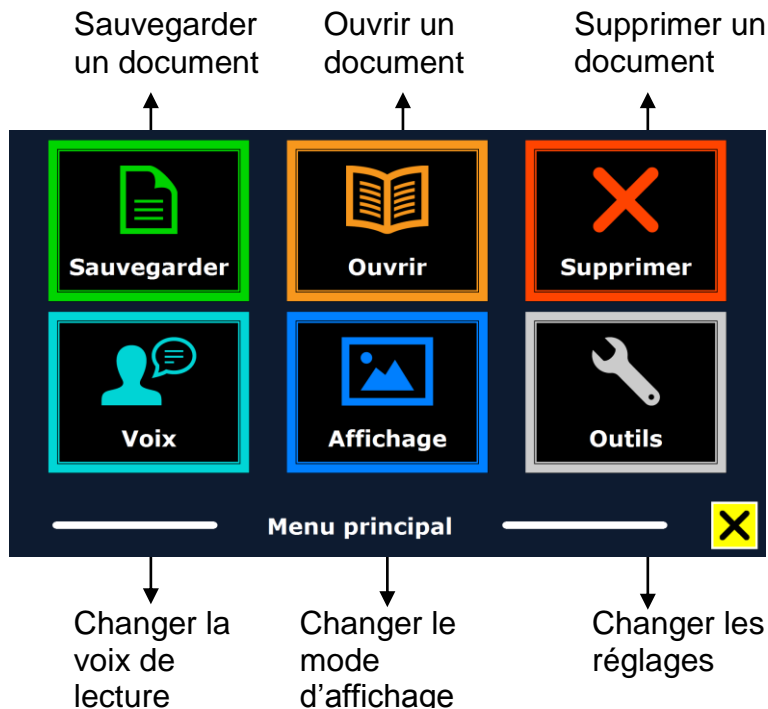 Sauvegarder
un document
Ouvrir un
document
Supprimer un
document
Sauvegarder
Ouvrir
Supprimer
Voix
Affichage
Outils
Menu principal
Changer la
voix de
lecture
Changer le
mode
d’affichage
Changer les
réglages